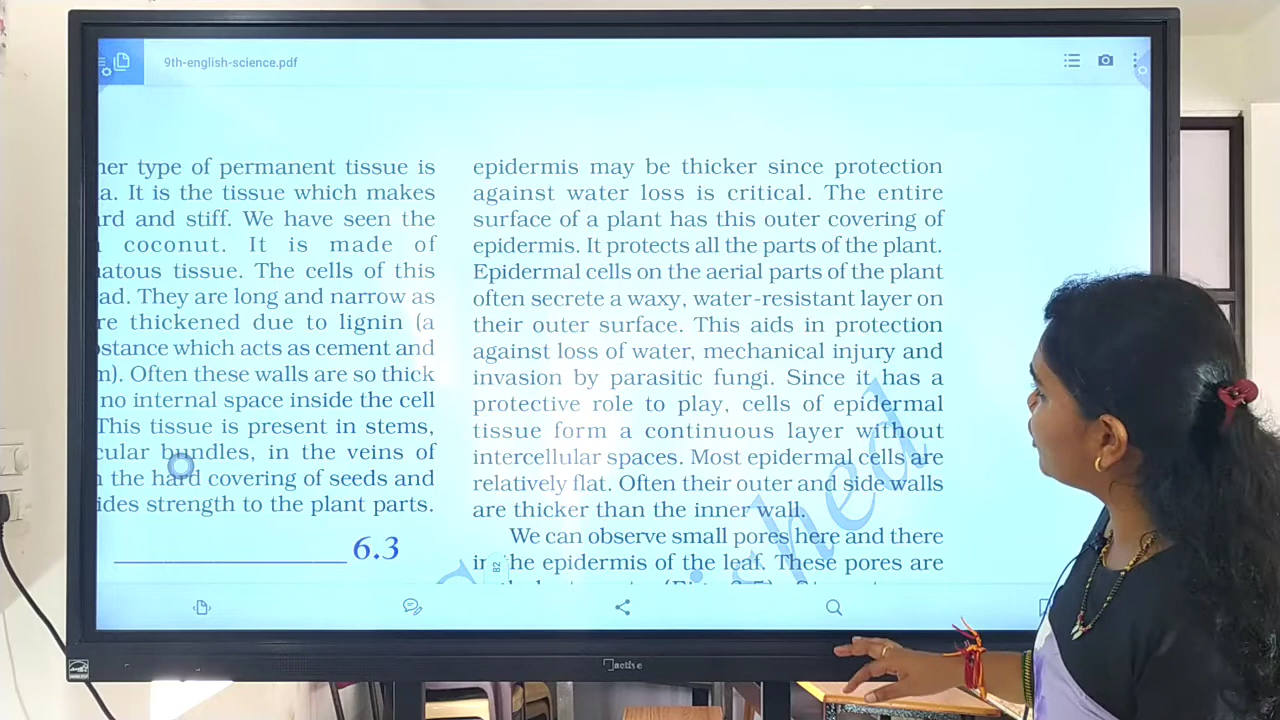 9th-english-science.pdf
her type of permanent tissue is
a. It is the tissue which makes
rd and stiff. We have seen the
coconut. It is made of
atous tissue. The cells of this
ad. They are long and narrow as
re thickened due to lignin (a
stance which acts as cement and
m). Often these walls are so thick
no internal space inside the cell
This tissue is present in stems,
cular bundles, in the veins of
the hard covering of seeds and
ides strength to the plant parts.
6.3
epidermis may be thicker since protection
against water loss is critical. The entire
surface of a plant has this outer covering of
epidermis. It protects all the parts of the plant.
Epidermal cells on the aerial parts of the plant
often secrete a waxy, water-resistant layer on
their outer surface. This aids in protection
against loss of water, mechanical injury and
invasion by parasitic fungi. Since it has a
protective role to play, cells of epidermal
tissue form a continuous layer without
intercellular spaces. Most epidermal cells are
relatively flat. Often their outer and side walls
are thicker than the inner wall.
We can observe small pores here and there
in the epidermis of the leaf. These pores are
82
ished